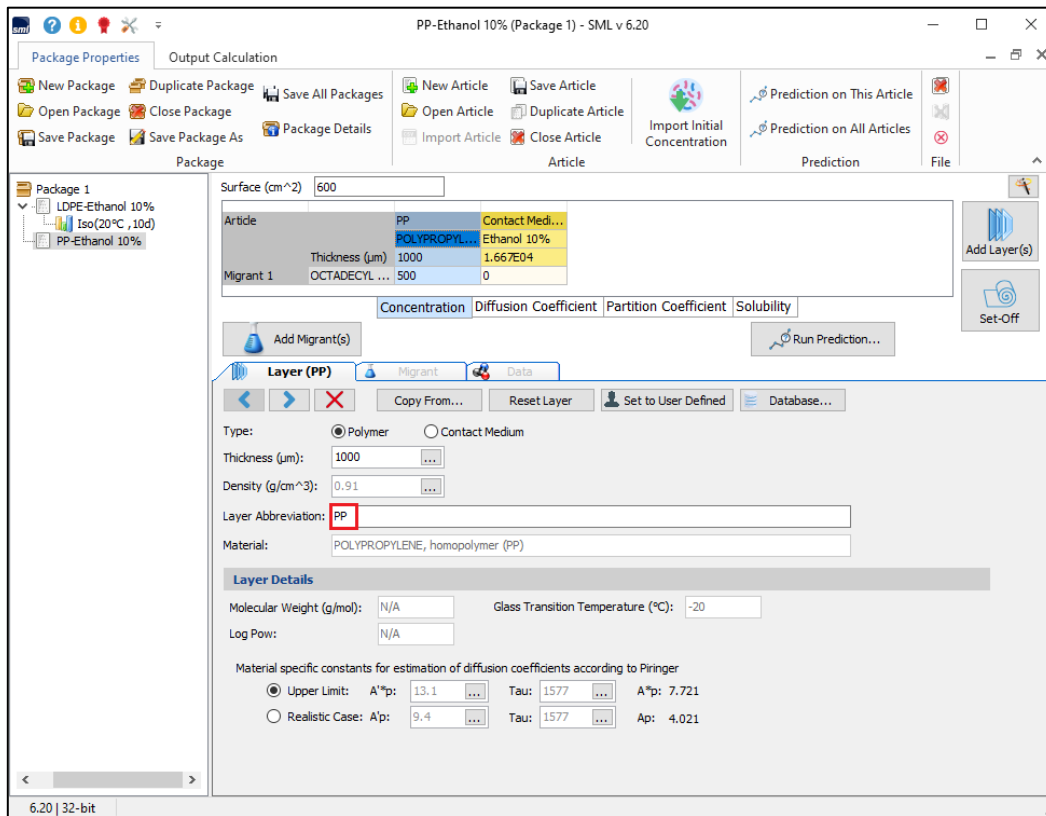 sml PP-Ethanol 10% (Package 1) - SML v 6.20
Package Properties Output Calculation
New Package Duplicate Package Save All Packages New Article Save Article Prediction on This Article
Open Package Close Package Open Article Duplicate Article Import Initial Concentration
Save Package Save Package As Package Details Import Article Close Article Prediction on All Articles
Package Article Prediction File
Package 1
LDPE-Ethanol 10%
Iso(20°C ,10d)
PP-Ethanol 10%
Surface (cm^2) 600
Article PP Contact Medi...
POLYPROPYL... Ethanol 10%
Thickness (µm) 1000 1.667E04
Migrant 1 OCTADECYL ... 500 0
Add Layer(s)
Set-Off
Concentration Diffusion Coefficient Partition Coefficient Solubility
Add Migrant(s) Run Prediction...
Layer (PP) Migrant Data
Copy From... Reset Layer Set to User Defined Database...
Type: Polymer Contact Medium
Thickness (µm): 1000 ...
Density (g/cm^3): 0.91 ...
Layer Abbreviation: PP
Material: POLYPROPYLENE, homopolymer (PP)
Layer Details
Molecular Weight (g/mol): N/A Glass Transition Temperature (°C): -20
Log Pow: N/A
Material specific constants for estimation of diffusion coefficients according to Piringer
Upper Limit: A'*p: 13.1 ... Tau: 1577 ... A*p: 7.721
Realistic Case: A'p: 9.4 ... Tau: 1577 ... Ap: 4.021
6.20 | 32-bit